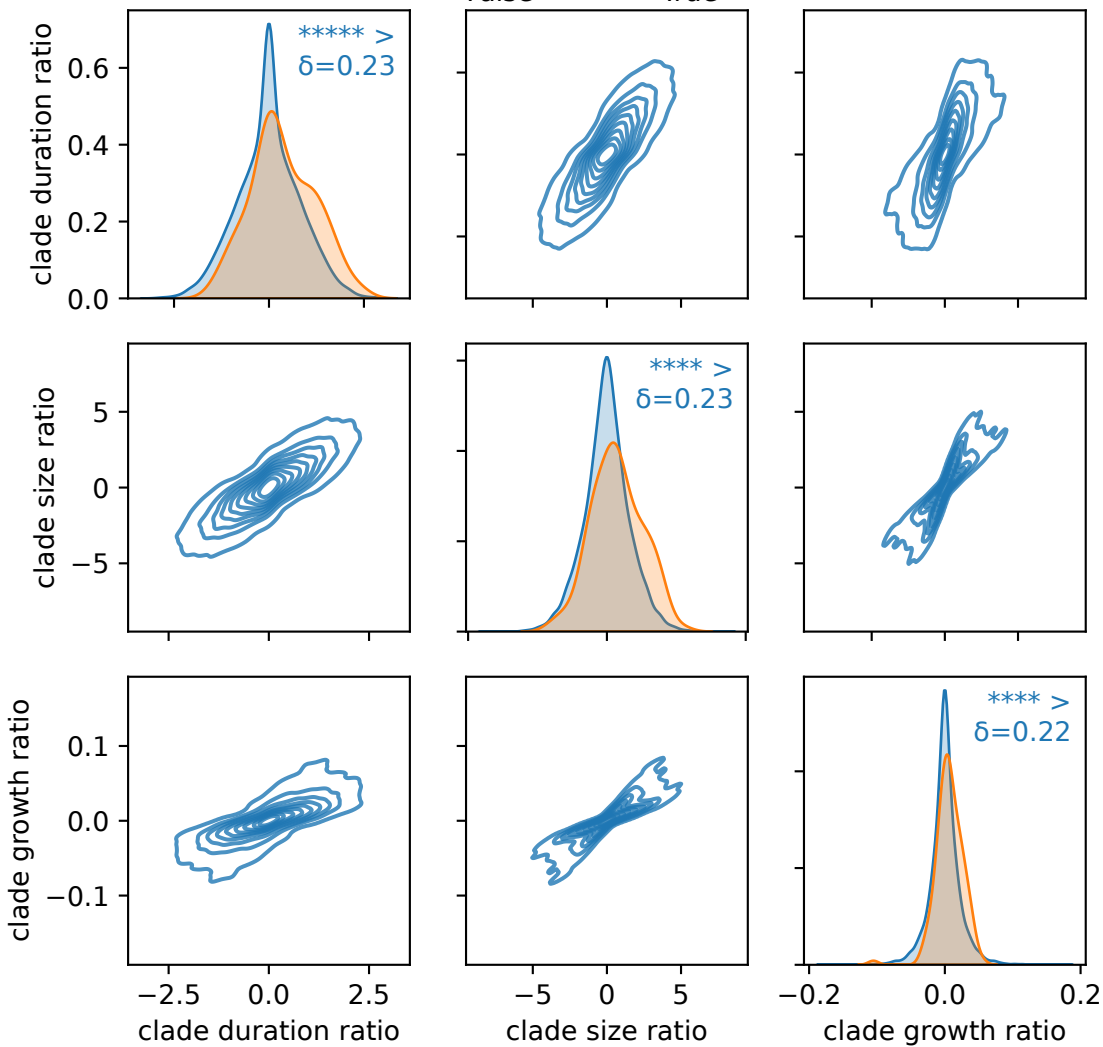 ***** >
δ=0.23
clade duration ratio
0.6
0.4
0.2
0.0
**** >
δ=0.23
clade size ratio
5
0
−5
**** >
δ=0.22
clade growth ratio
0.1
0.0
−0.1
−2.5 0.0 2.5
−5 0 5
−0.2 0.0 0.2
clade duration ratio
clade size ratio
clade growth ratio